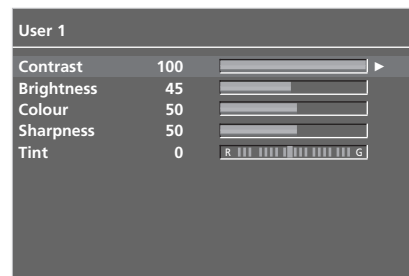 User 1
Contrast 100
Brightness 45
Colour 50
Sharpness 50
Tint 0 R G